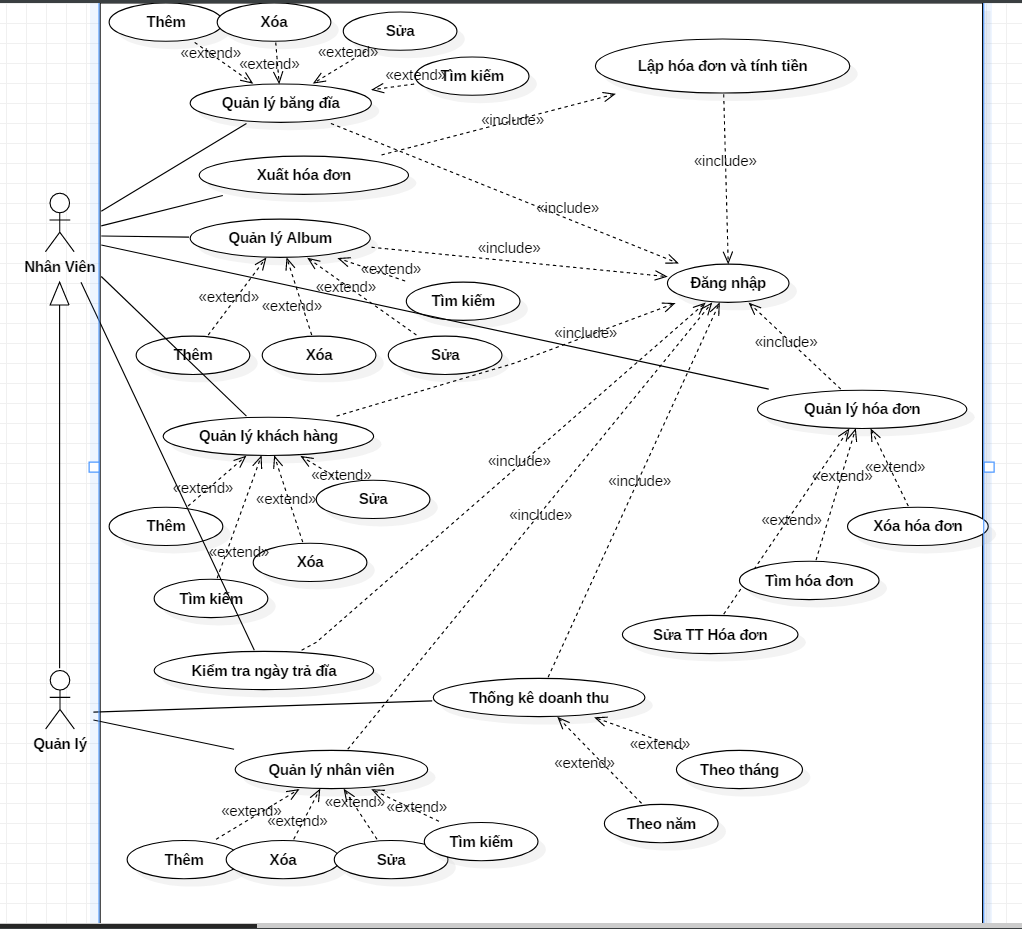 Thêm
Xóa
Sửa
«extend»
«extend»
«extend»
«extend»
Tìm kiếm
Lập hóa đơn và tính tiền
Quản lý băng đĩa
«include»
«include»
Xuất hóa đơn
«include»
Quản lý Album
«include»
Nhân Viên
«extend»
«extend»
«extend»
«extend»
Tìm kiếm
Đăng nhập
«include»
«include»
Thêm
Xóa
Sửa
Quản lý hóa đơn
Quản lý khách hàng
«include»
«extend»
«extend»
«extend»
«extend»
Sửa
«include»
«include»
«extend»
«extend»
«extend»
Thêm
Xóa
Tìm kiếm
Xóa hóa đơn
Tìm hóa đơn
Sửa TT Hóa đơn
Kiểm tra ngày trả đĩa
Thống kê doanh thu
Quản lý
«extend»
«extend»
Theo tháng
Theo năm
Quản lý nhân viên
«extend»
«extend»
«extend»
«extend»
Thêm
Xóa
Sửa
Tìm kiếm